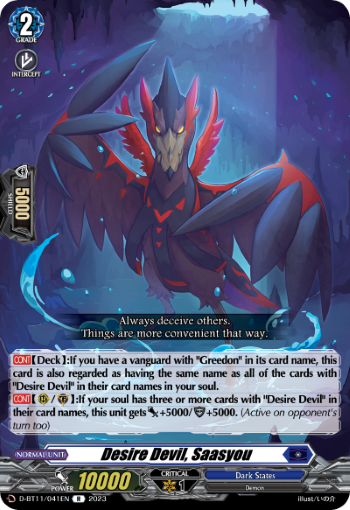 2
GRADE
INTERCEPT
5000
SHIELD
Always deceive others.
Things are more convenient that way.
CONT【Deck】:If you have a vanguard with "Greedon" in its card name, this
card is also regarded as having the same name as all of the cards with
"Desire Devil" in their card names in your soul.
CONT【 / 】:If your soul has three or more cards with "Desire Devil" in
their card names, this unit gets +5000/ +5000. (Active on opponent's
turn too)
NORMAL UNIT
Desire Devil, Saasyou
POWER 10000
CRITICAL
1
Dark States
Demon
D-BT11/041EN R 2023
illust/いの介